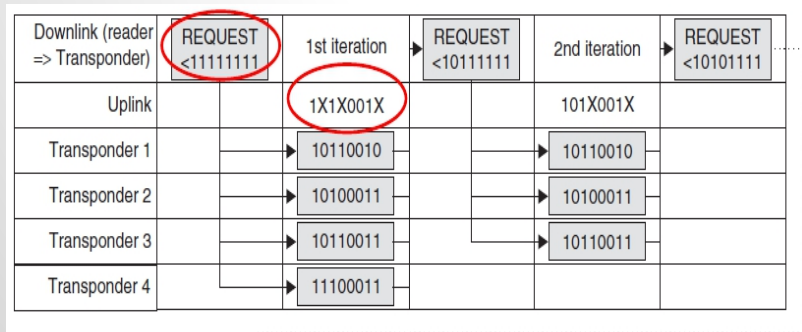 Downlink (reader
=> Transponder)
REQUEST
<11111111
1st iteration
REQUEST
<10111111
2nd iteration
REQUEST
<10101111
Uplink
1X1X001X
101X001X
Transponder 1
10110010
10110010
Transponder 2
10100011
10100011
Transponder 3
10110011
10110011
Transponder 4
11100011